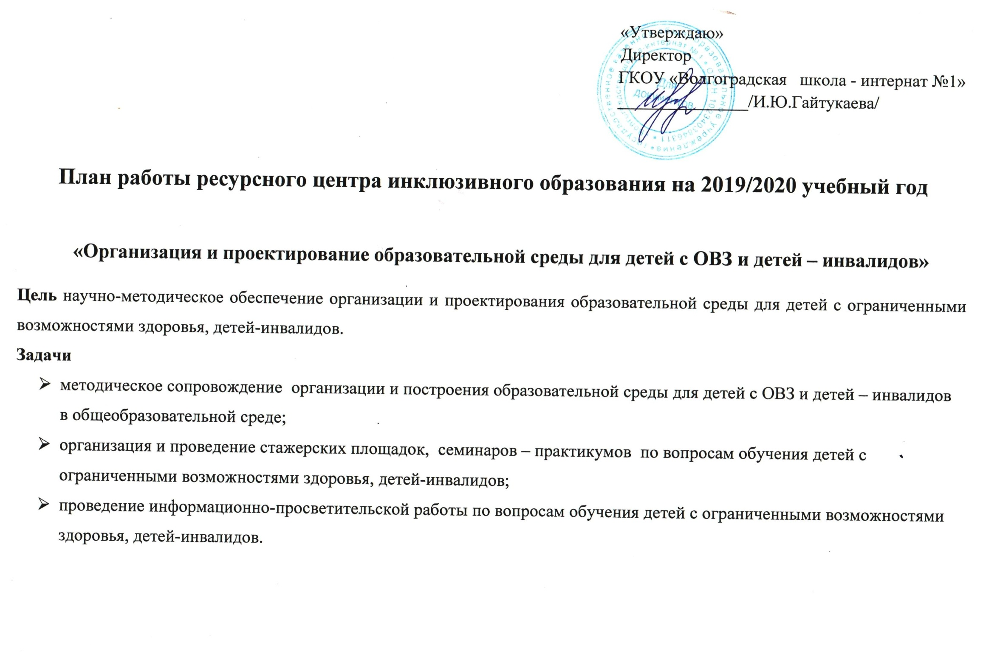 «Утверждаю»
Директор
ГКОУ «Волгоградская школа - интернат №1»
/И.Ю.Гайтукаева/
Для
документов
План работы ресурсного центра инклюзивного образования на 2019/2020 учебный год
«Организация и проектирование образовательной среды для детей с ОВЗ и детей – инвалидов»
Цель научно-методическое обеспечение организации и проектирования образовательной среды для детей с ограниченными
возможностями здоровья, детей-инвалидов.
Задачи
методическое сопровождение организации и построения образовательной среды для детей с ОВЗ и детей – инвалидов
в общеобразовательной среде;
организация и проведение стажерских площадок, семинаров – практикумов по вопросам обучения детей с
ограниченными возможностями здоровья, детей-инвалидов;
проведение информационно-просветительской работы по вопросам обучения детей с ограниченными возможностями
здоровья, детей-инвалидов.